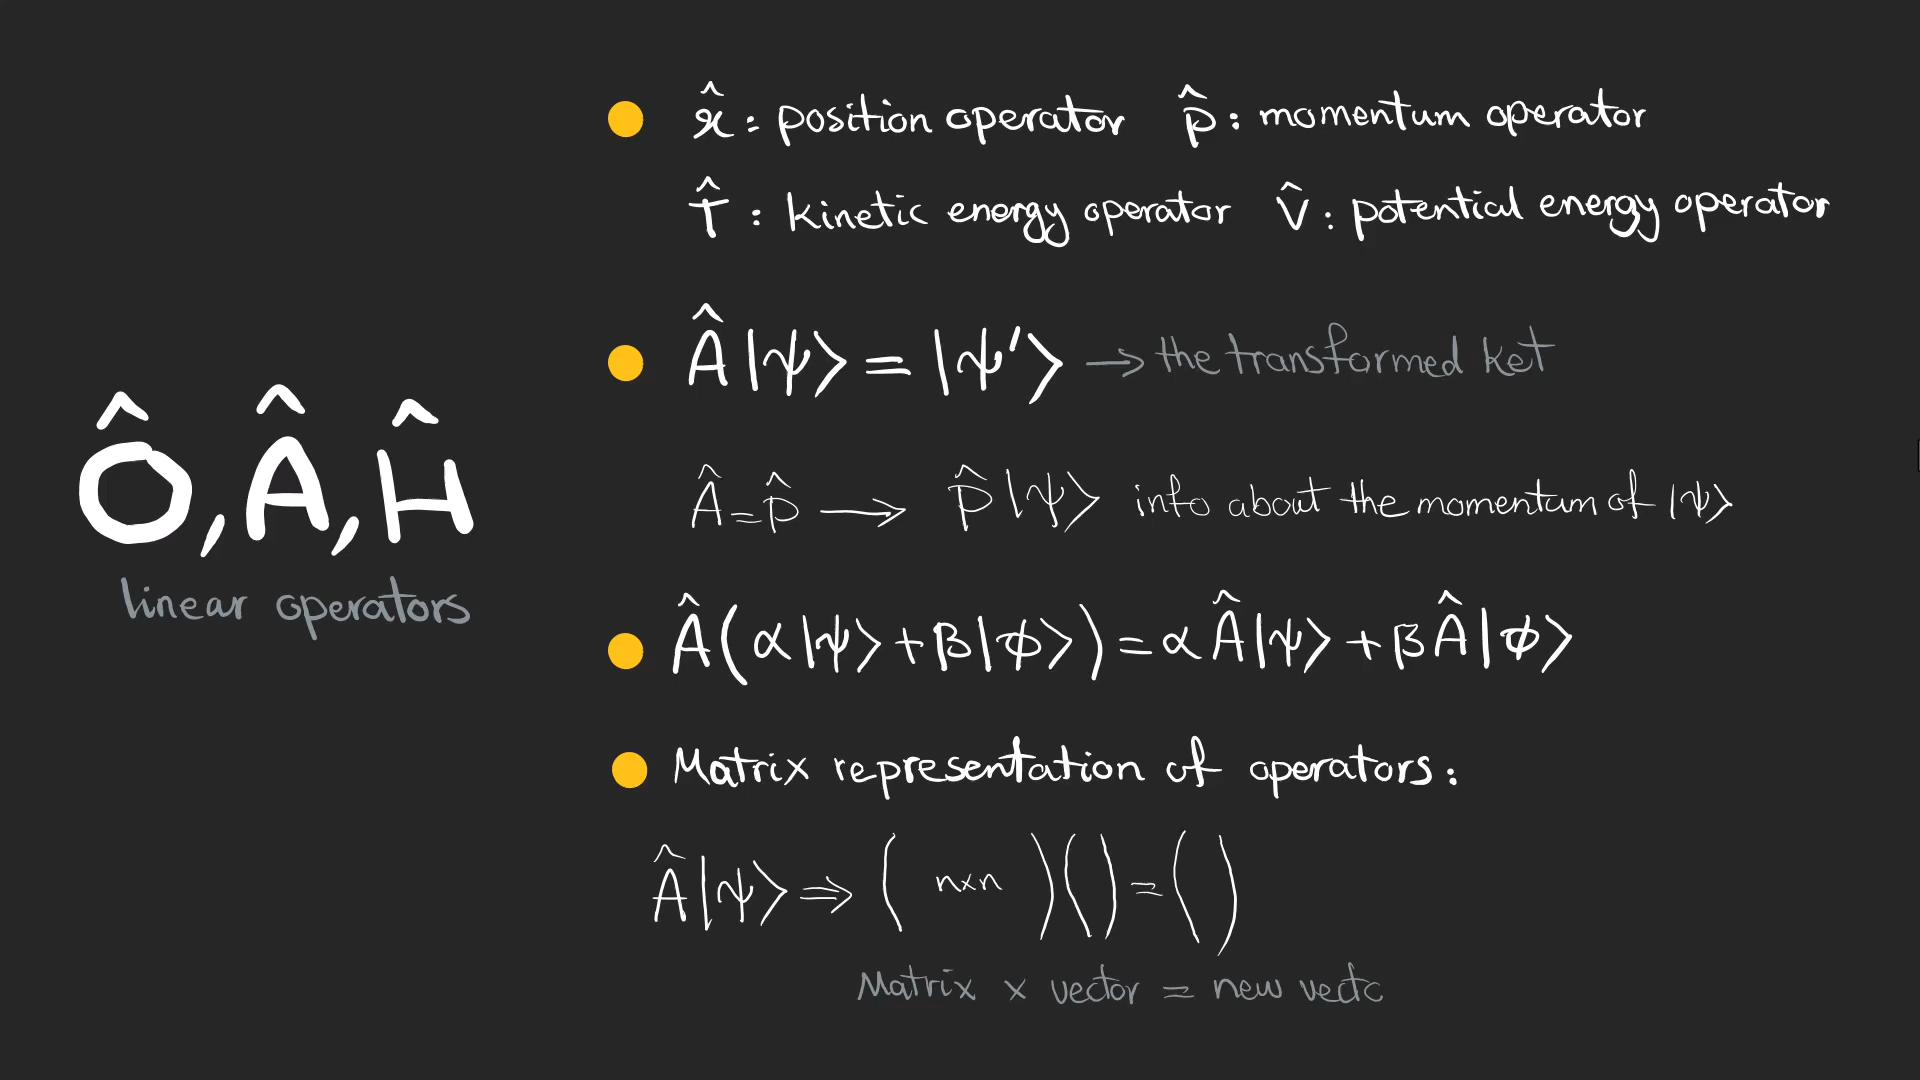 Ô, Â, Ĥ
linear operators
x̂ : position operator p̂ : momentum operator
T̂ : kinetic energy operator V̂ : potential energy operator
Â|ψ⟩ = |ψ'⟩ → the transformed ket
Â = p̂ → p̂|ψ⟩ info about the momentum of |ψ⟩
Â(α|ψ⟩ + β|ϕ⟩) = αÂ|ψ⟩ + βÂ|ϕ⟩
Matrix representation of operators:
Â|ψ⟩ ⇒ ( n×n )( ) = ( )
Matrix × vector = new vectc